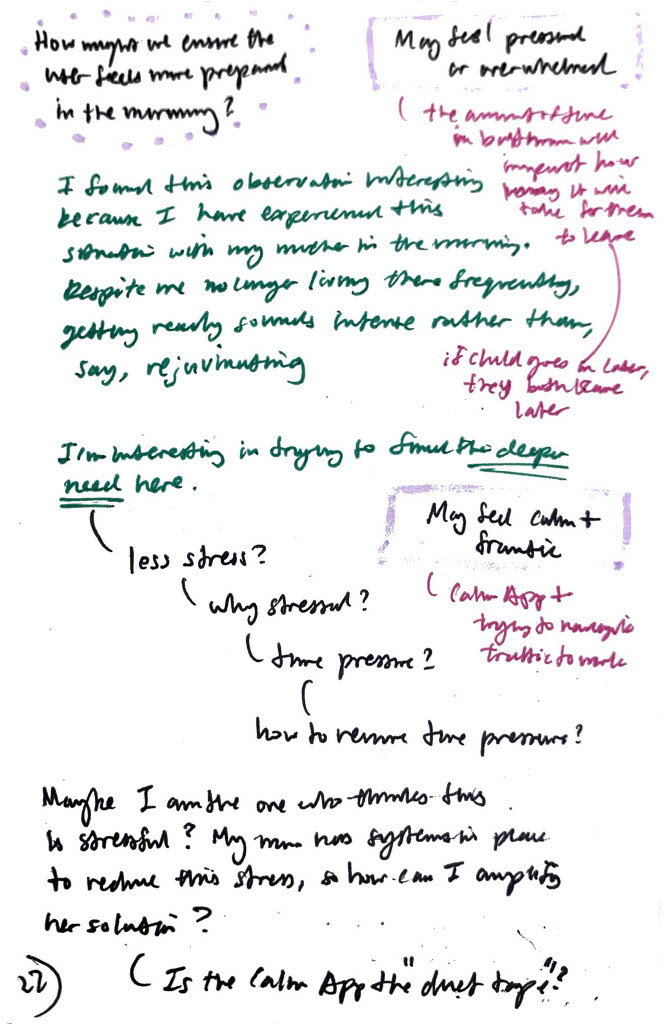 How might we ensure the
user feels more prepared
in the morning?
May feel pressured
or overwhelmed
the amount of time
in bathroom will
impact how
long it will
take for them
to leave
if child goes in later,
they both leave
later
I found this observation interesting
because I have experienced this
situation with my mother in the morning.
Despite me no longer living there frequently,
getting ready sounds intense rather than,
say, rejuvinating
I'm interesting in trying to find the deeper
need here.
less stress?
why stressful?
time pressure?
how to remove time pressure?
May feel calm +
frantic
Calm App +
trying to navigate
traffic to work
Maybe I am the one who thinks this
is stressful? My mom has systems in place
to reduce this stress, so how can I amplify
her solution?
Is the Calm App the "duct tape"?
22